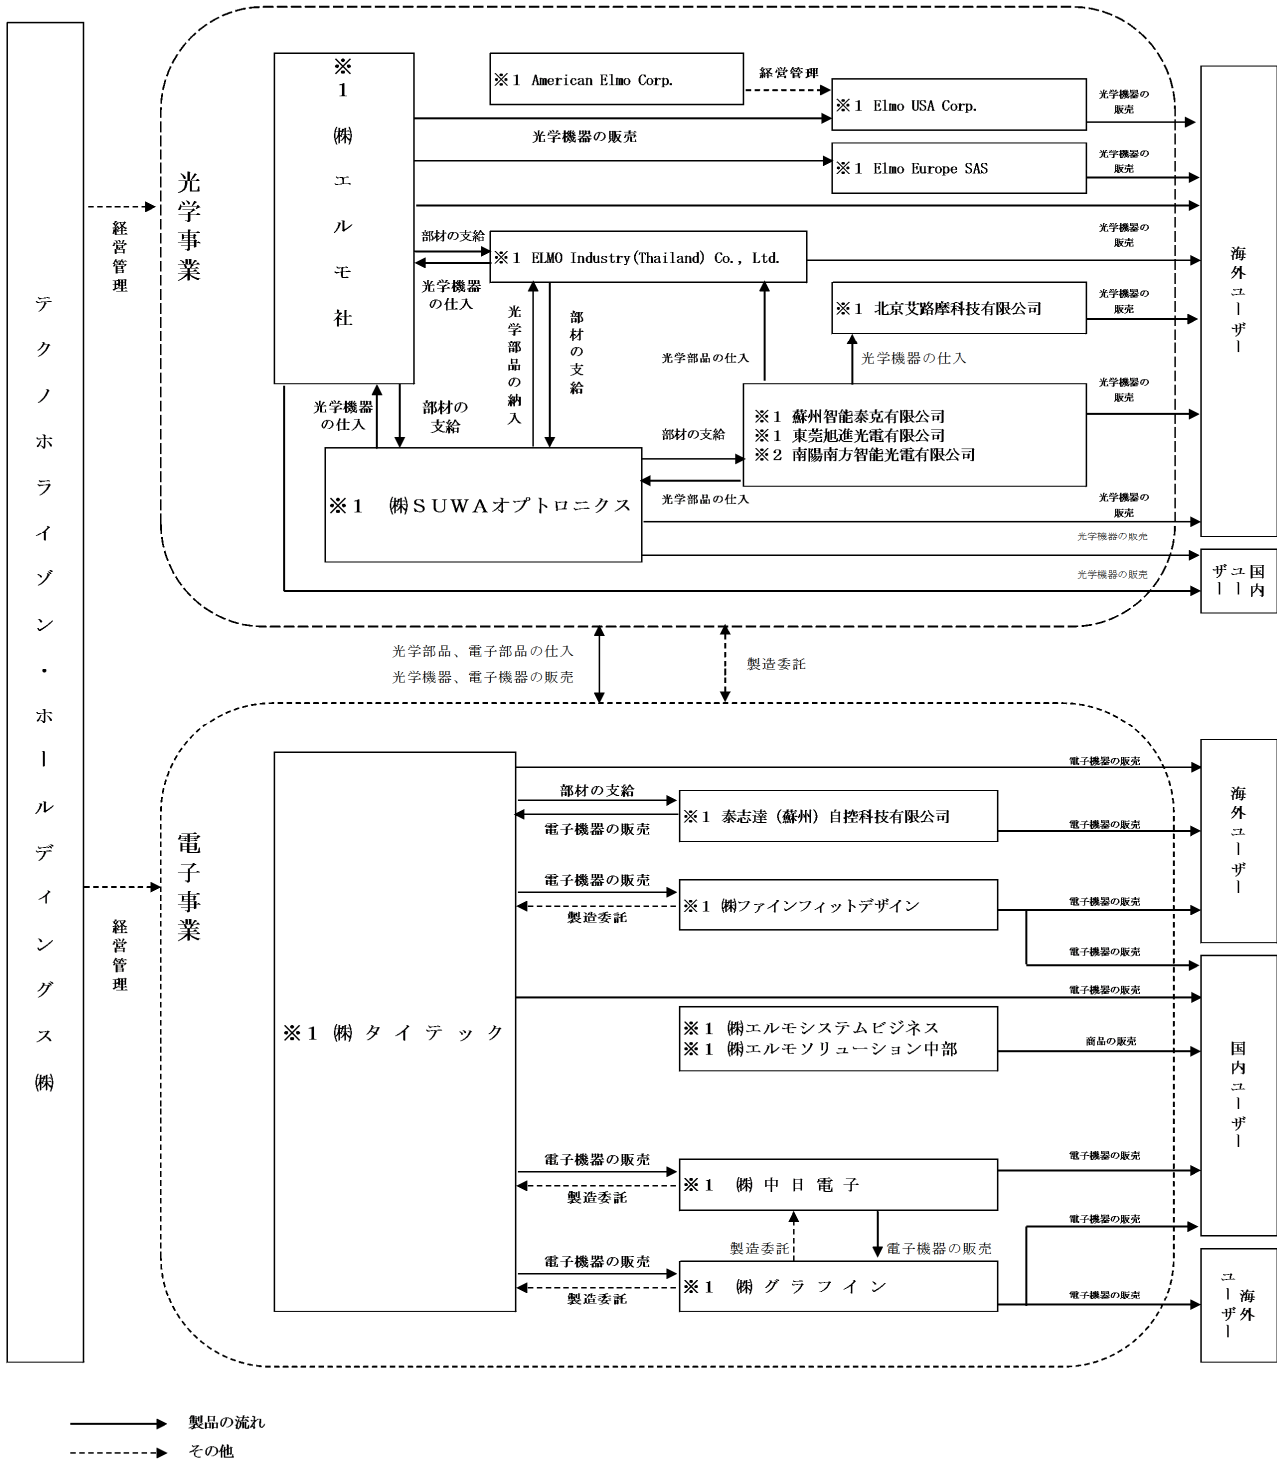 テクノホライゾン・ホールディングス㈱
経営管理
光学事業
※1 ㈱エルモ社
※1 American Elmo Corp.
経営管理
※1 Elmo USA Corp.
光学機器の
販売
光学機器の販売
※1 Elmo Europe SAS
光学機器の
販売
部材の支給
※1 ELMO Industry(Thailand) Co., Ltd.
光学機器の
販売
光学機器
の仕入
光学部品の納入
部材の支給
※1 北京艾路摩科技有限公司
光学機器の
販売
光学部品の仕入
光学機器の仕入
光学機器
の仕入
部材の
支給
※1 蘇州智能泰克有限公司
※1 東莞旭進光電有限公司
※2 南陽南方智能光電有限公司
光学機器の
販売
部材の支給
光学部品の仕入
※1 ㈱SUWAオプトロニクス
光学機器の
販売
光学機器の販売
光学機器の販売
海外ユーザー
国内ユーザー
光学部品、電子部品の仕入
光学機器、電子機器の販売
製造委託
経営管理
電子事業
※1 ㈱タイテック
電子機器の販売
部材の支給
電子機器の販売
※1 泰志達（蘇州）自控科技有限公司
電子機器の販売
電子機器の販売
製造委託
※1 ㈱ファインフィットデザイン
電子機器の販売
電子機器の販売
電子機器の販売
※1 ㈱エルモシステムビジネス
※1 ㈱エルモソリューション中部
商品の販売
電子機器の販売
製造委託
※1 ㈱中日電子
電子機器の販売
製造委託
電子機器の販売
電子機器の販売
製造委託
※1 ㈱グラフイン
電子機器の販売
電子機器の販売
海外ユーザー
国内ユーザー
海外ユーザー
製品の流れ
その他